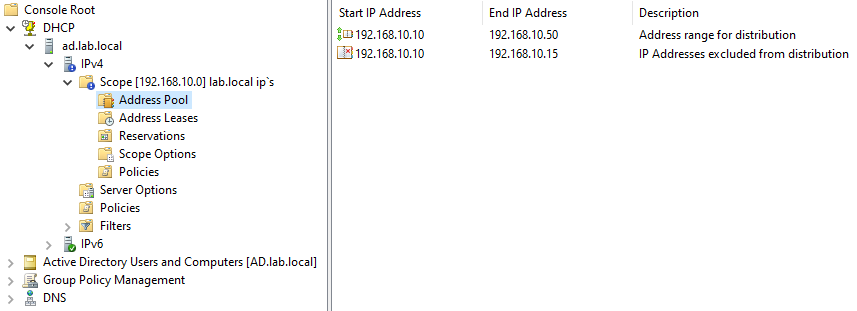 Console Root
DHCP
ad.lab.local
IPv4
Scope [192.168.10.0] lab.local ip`s
Address Pool
Address Leases
Reservations
Scope Options
Policies
Server Options
Policies
Filters
IPv6
Active Directory Users and Computers [AD.lab.local]
Group Policy Management
DNS
Start IP Address End IP Address Description
192.168.10.10 192.168.10.50 Address range for distribution
192.168.10.10 192.168.10.15 IP Addresses excluded from distribution